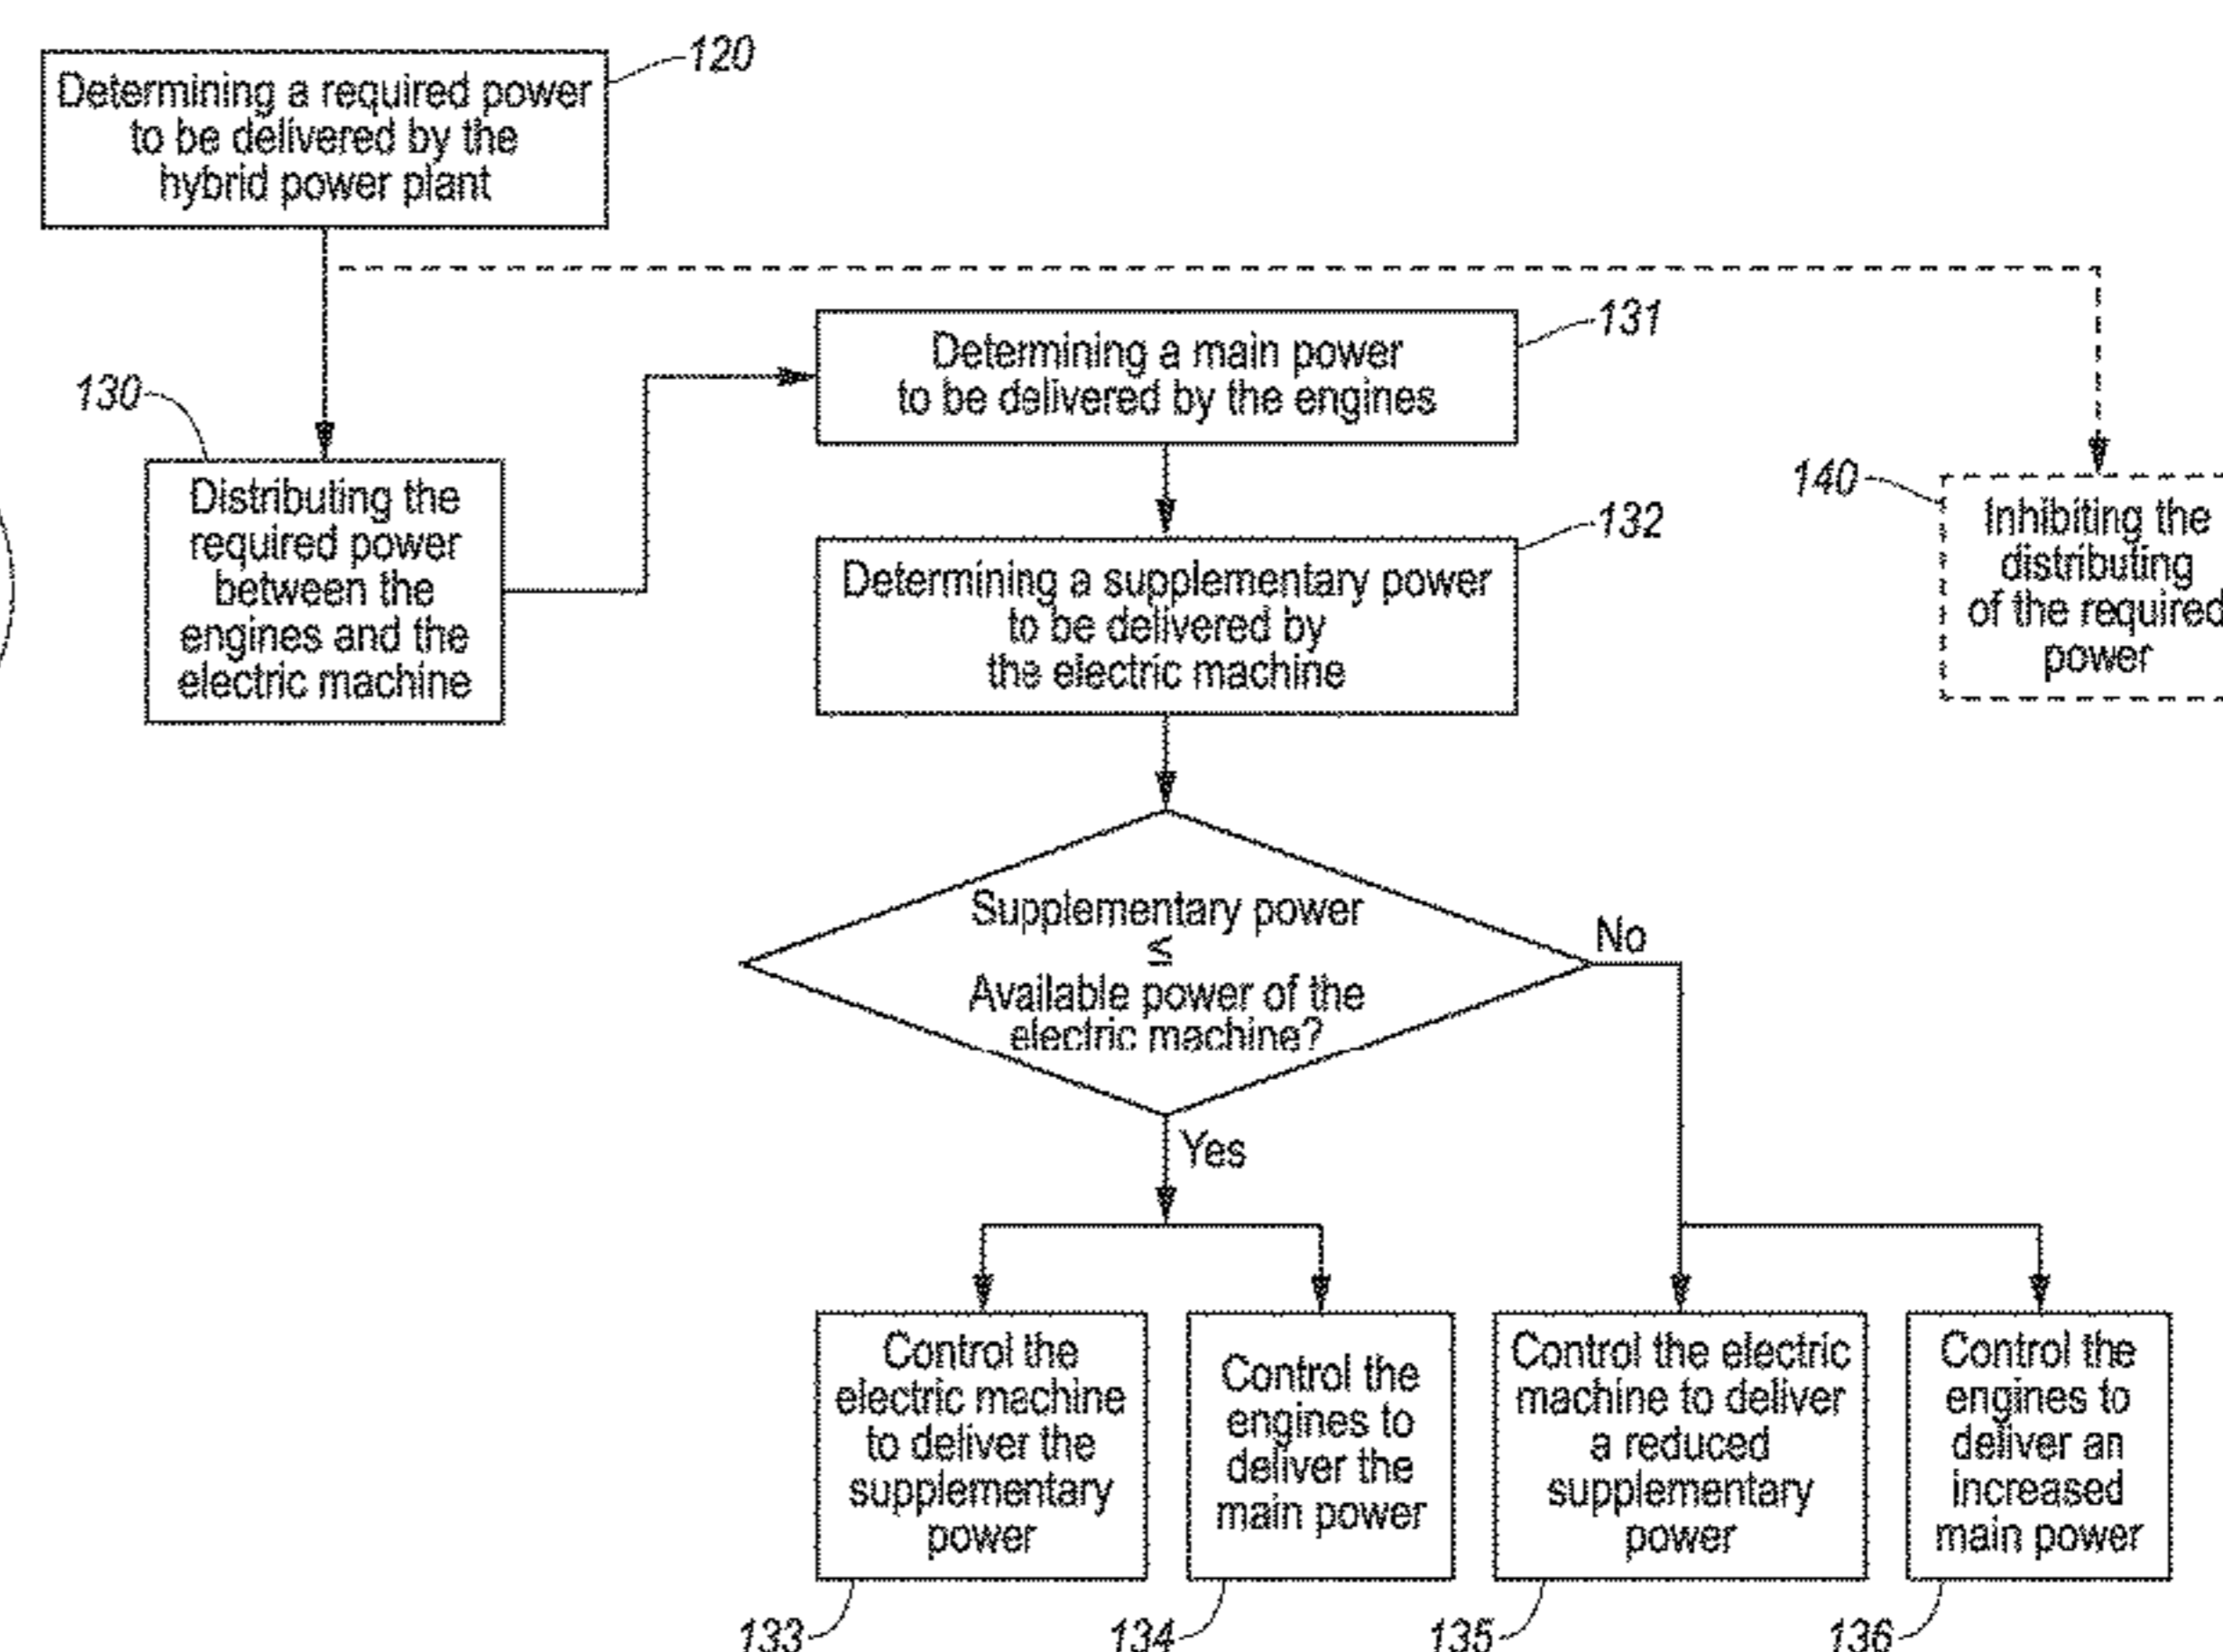 120
Determining a required power
to be delivered by the
hybrid power plant
131
Determining a main power
to be delivered by the engines
130
Distributing the
required power
between the
engines and the
electric machine
132
Determining a supplementary power
to be delivered by
the electric machine
140
Inhibiting the
distributing
of the required
power
Supplementary power
≤
Available power of the
electric machine?
No
Yes
Control the
electric machine
to deliver the
supplementary
power
Control the
engines to
deliver the
main power
Control the electric
machine to deliver
a reduced
supplementary
power
Control the
engines to
deliver an
increased
main power
133
134
135
136